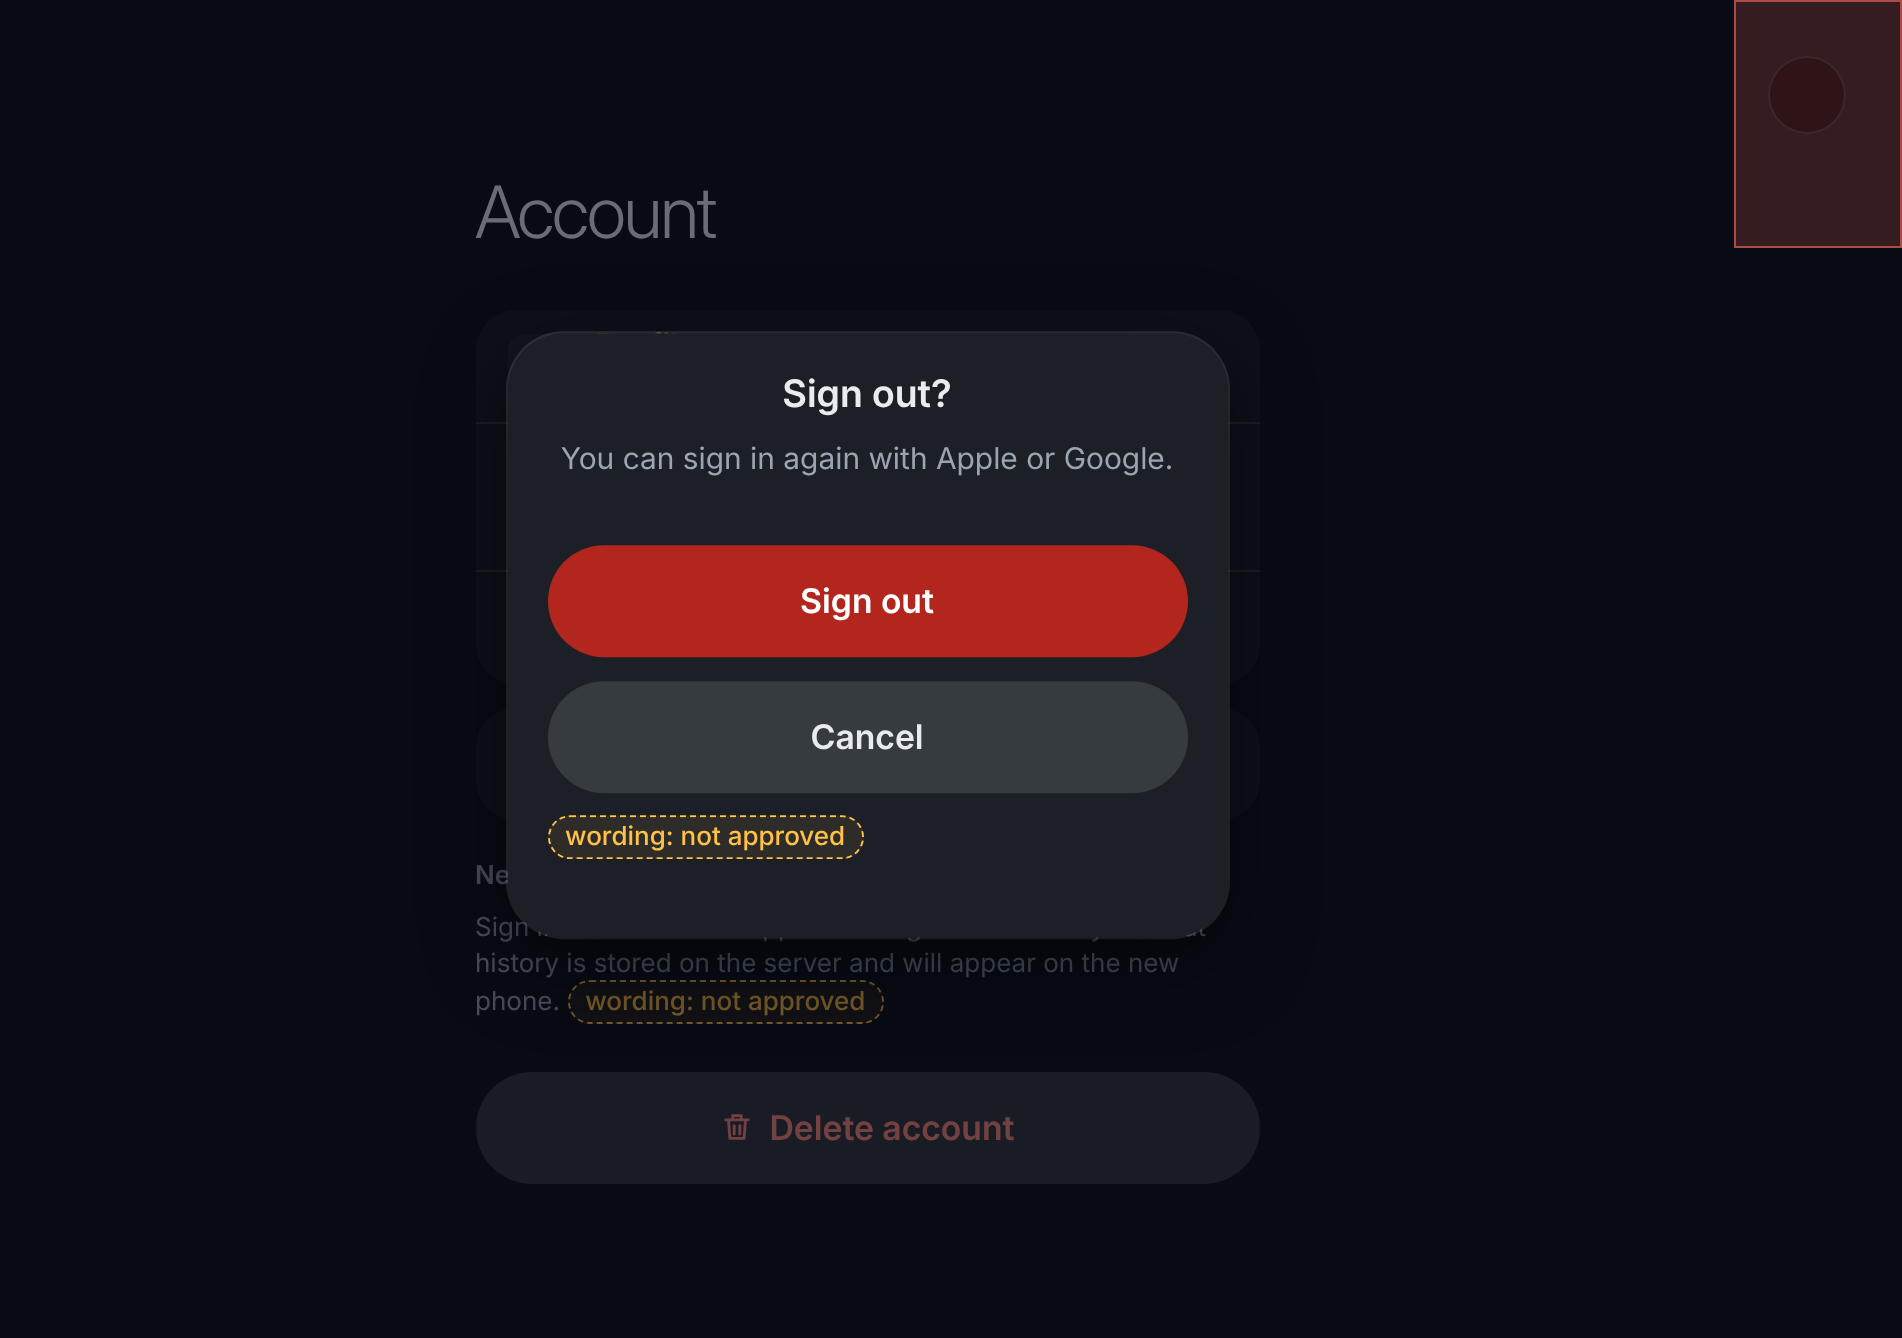 Account
Sign out?
You can sign in again with Apple or Google.
Sign out
Cancel
wording: not approved
Sign
history is stored on the server and will appear on the new
phone. wording: not approved
Delete account